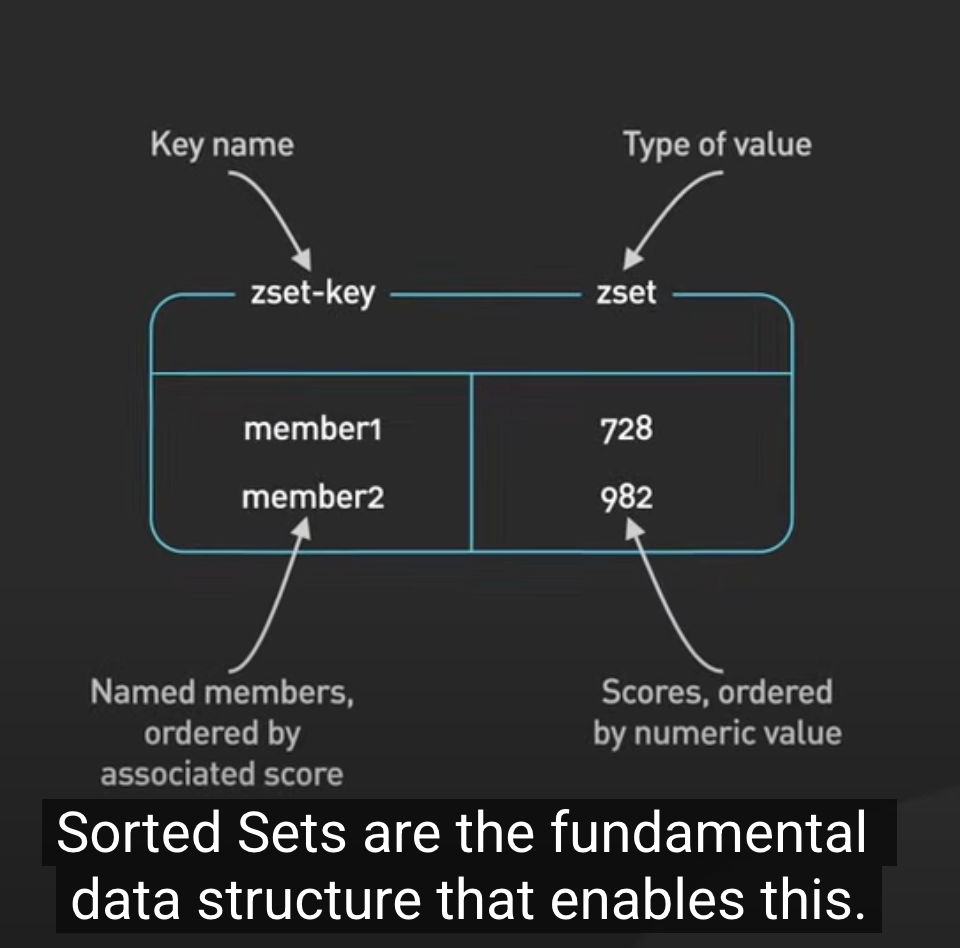 Key name
Type of value
zset-key
zset
member1
728
member2
982
Named members,
ordered by
associated score
Scores, ordered
by numeric value
Sorted Sets are the fundamental
data structure that enables this.